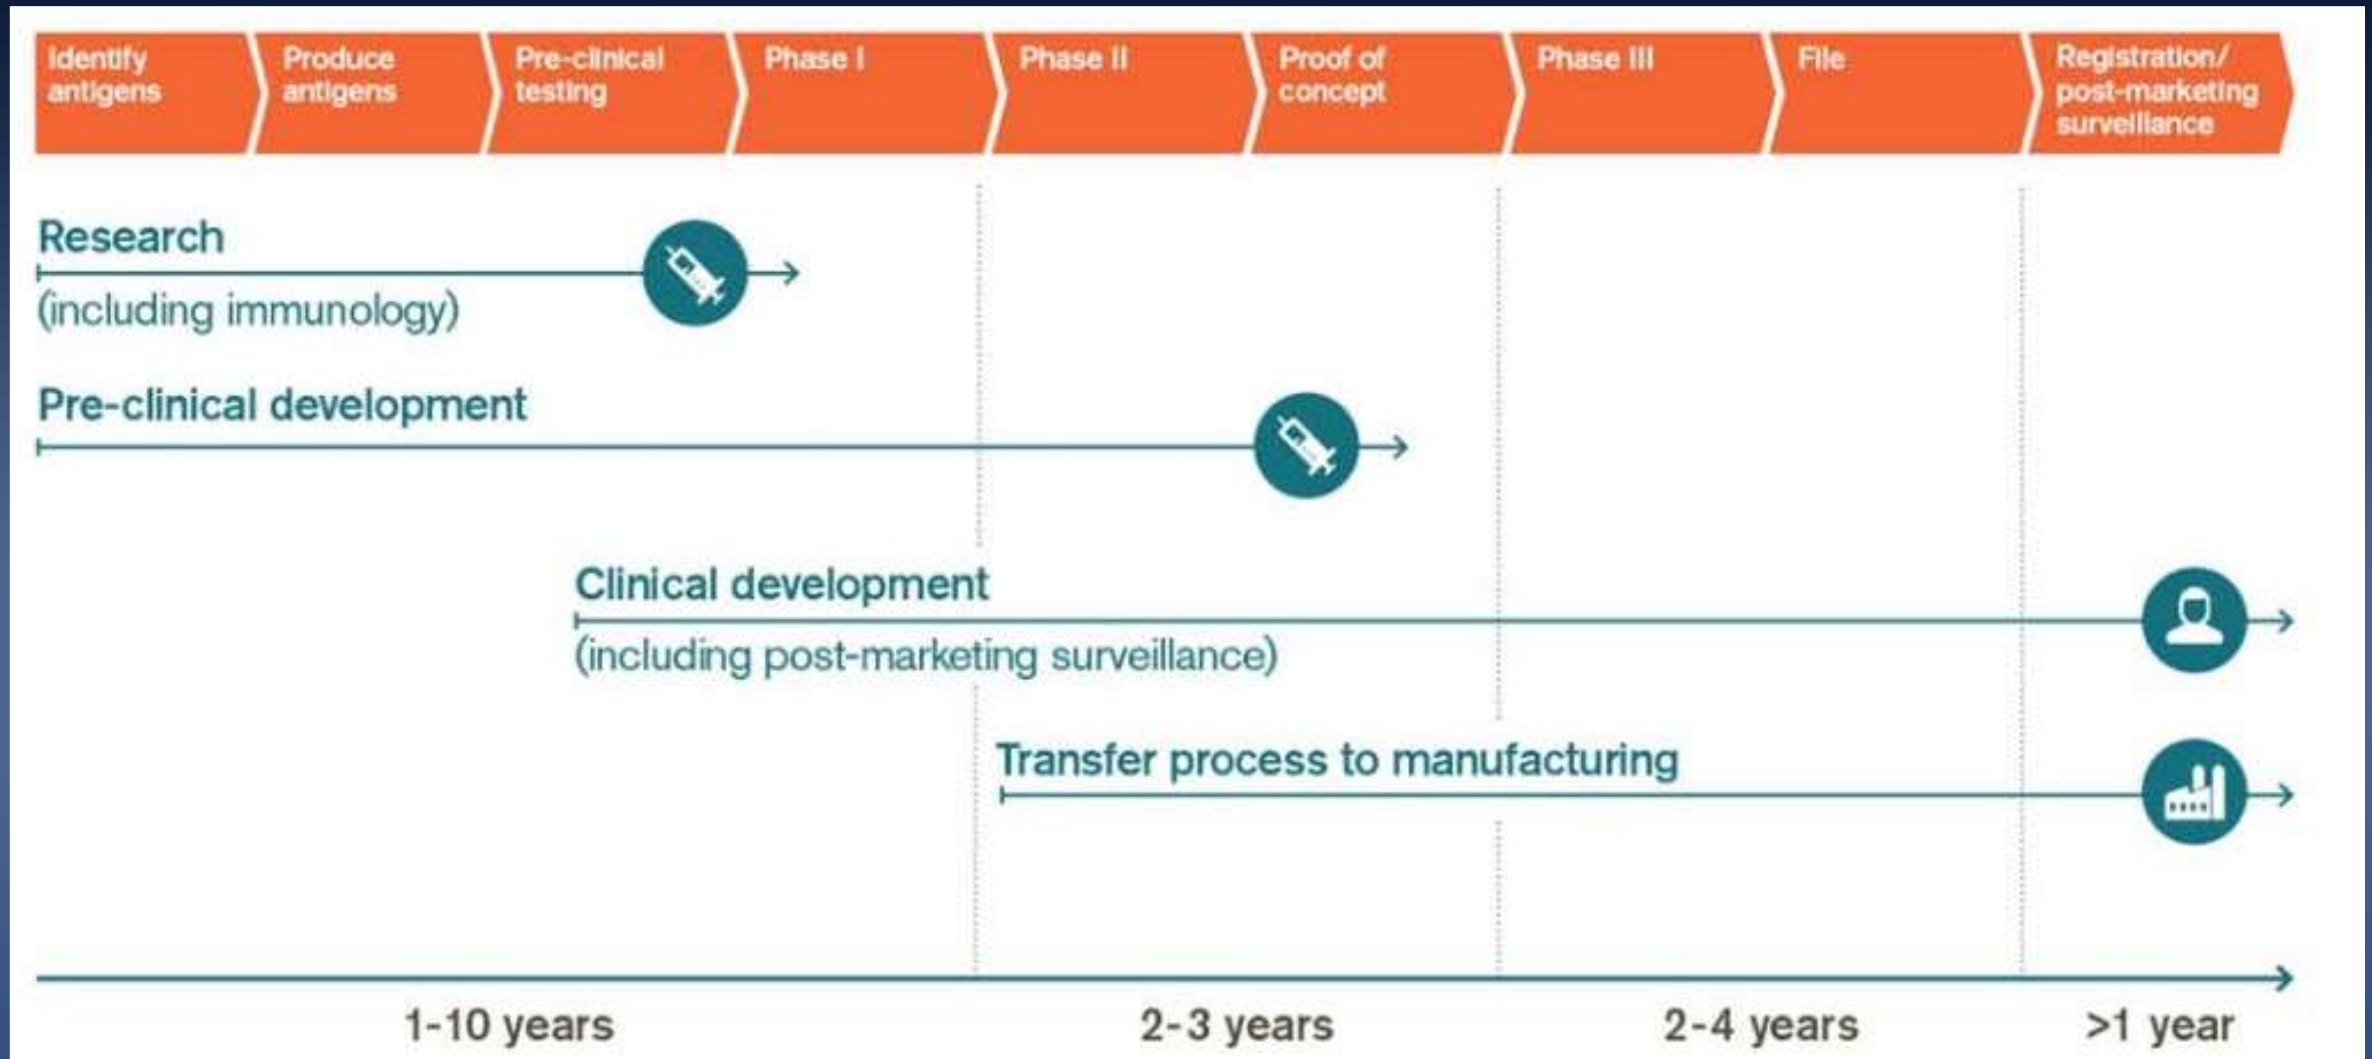 Identify
antigens
Produce
antigens
Pre-clinical
testing
Phase I
Phase II
Proof of
concept
Phase III
File
Registration/
post-marketing
surveillance
Research
(including immunology)
Pre-clinical development
Clinical development
(including post-marketing surveillance)
Transfer process to manufacturing
1-10 years
2-3 years
2-4 years
>1 year